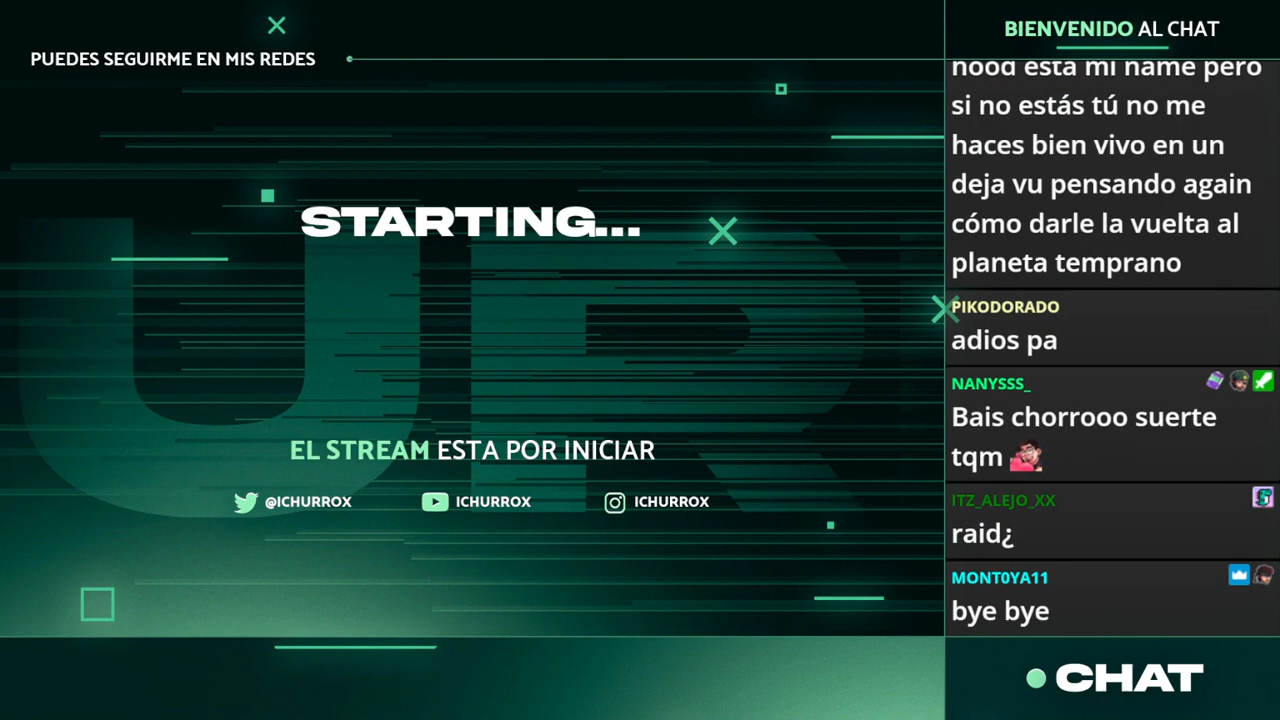 PUEDES SEGUIRME EN MIS REDES
STARTING...
EL STREAM ESTA POR INICIAR
@ICHURROX
ICHURROX
ICHURROX
BIENVENIDO AL CHAT
hood esta mi name pero
si no estás tú no me
haces bien vivo en un
deja vu pensando again
cómo darle la vuelta al
planeta temprano
PIKODORADO
adios pa
NANYSSS_
Bais chorrooo suerte
tqm
ITZ_ALEJO_XX
raid¿
MONT0YA11
bye bye
CHAT